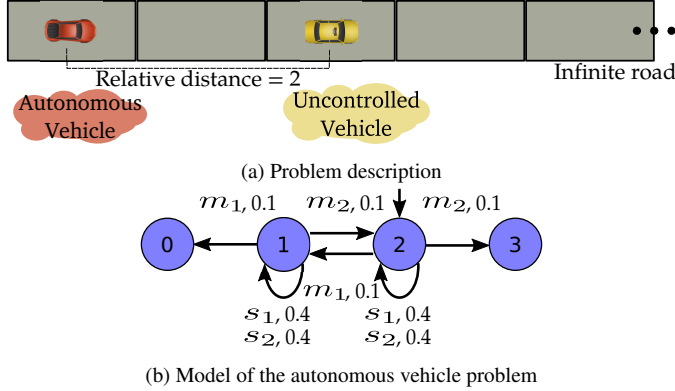 Relative distance = 2
Infinite road
Autonomous
Vehicle
Uncontrolled
Vehicle
(a) Problem description
m₁, 0.1
m₂, 0.1
m₂, 0.1
0
1
2
3
m₁, 0.1
s₁, 0.4
s₂, 0.4
s₁, 0.4
s₂, 0.4
(b) Model of the autonomous vehicle problem